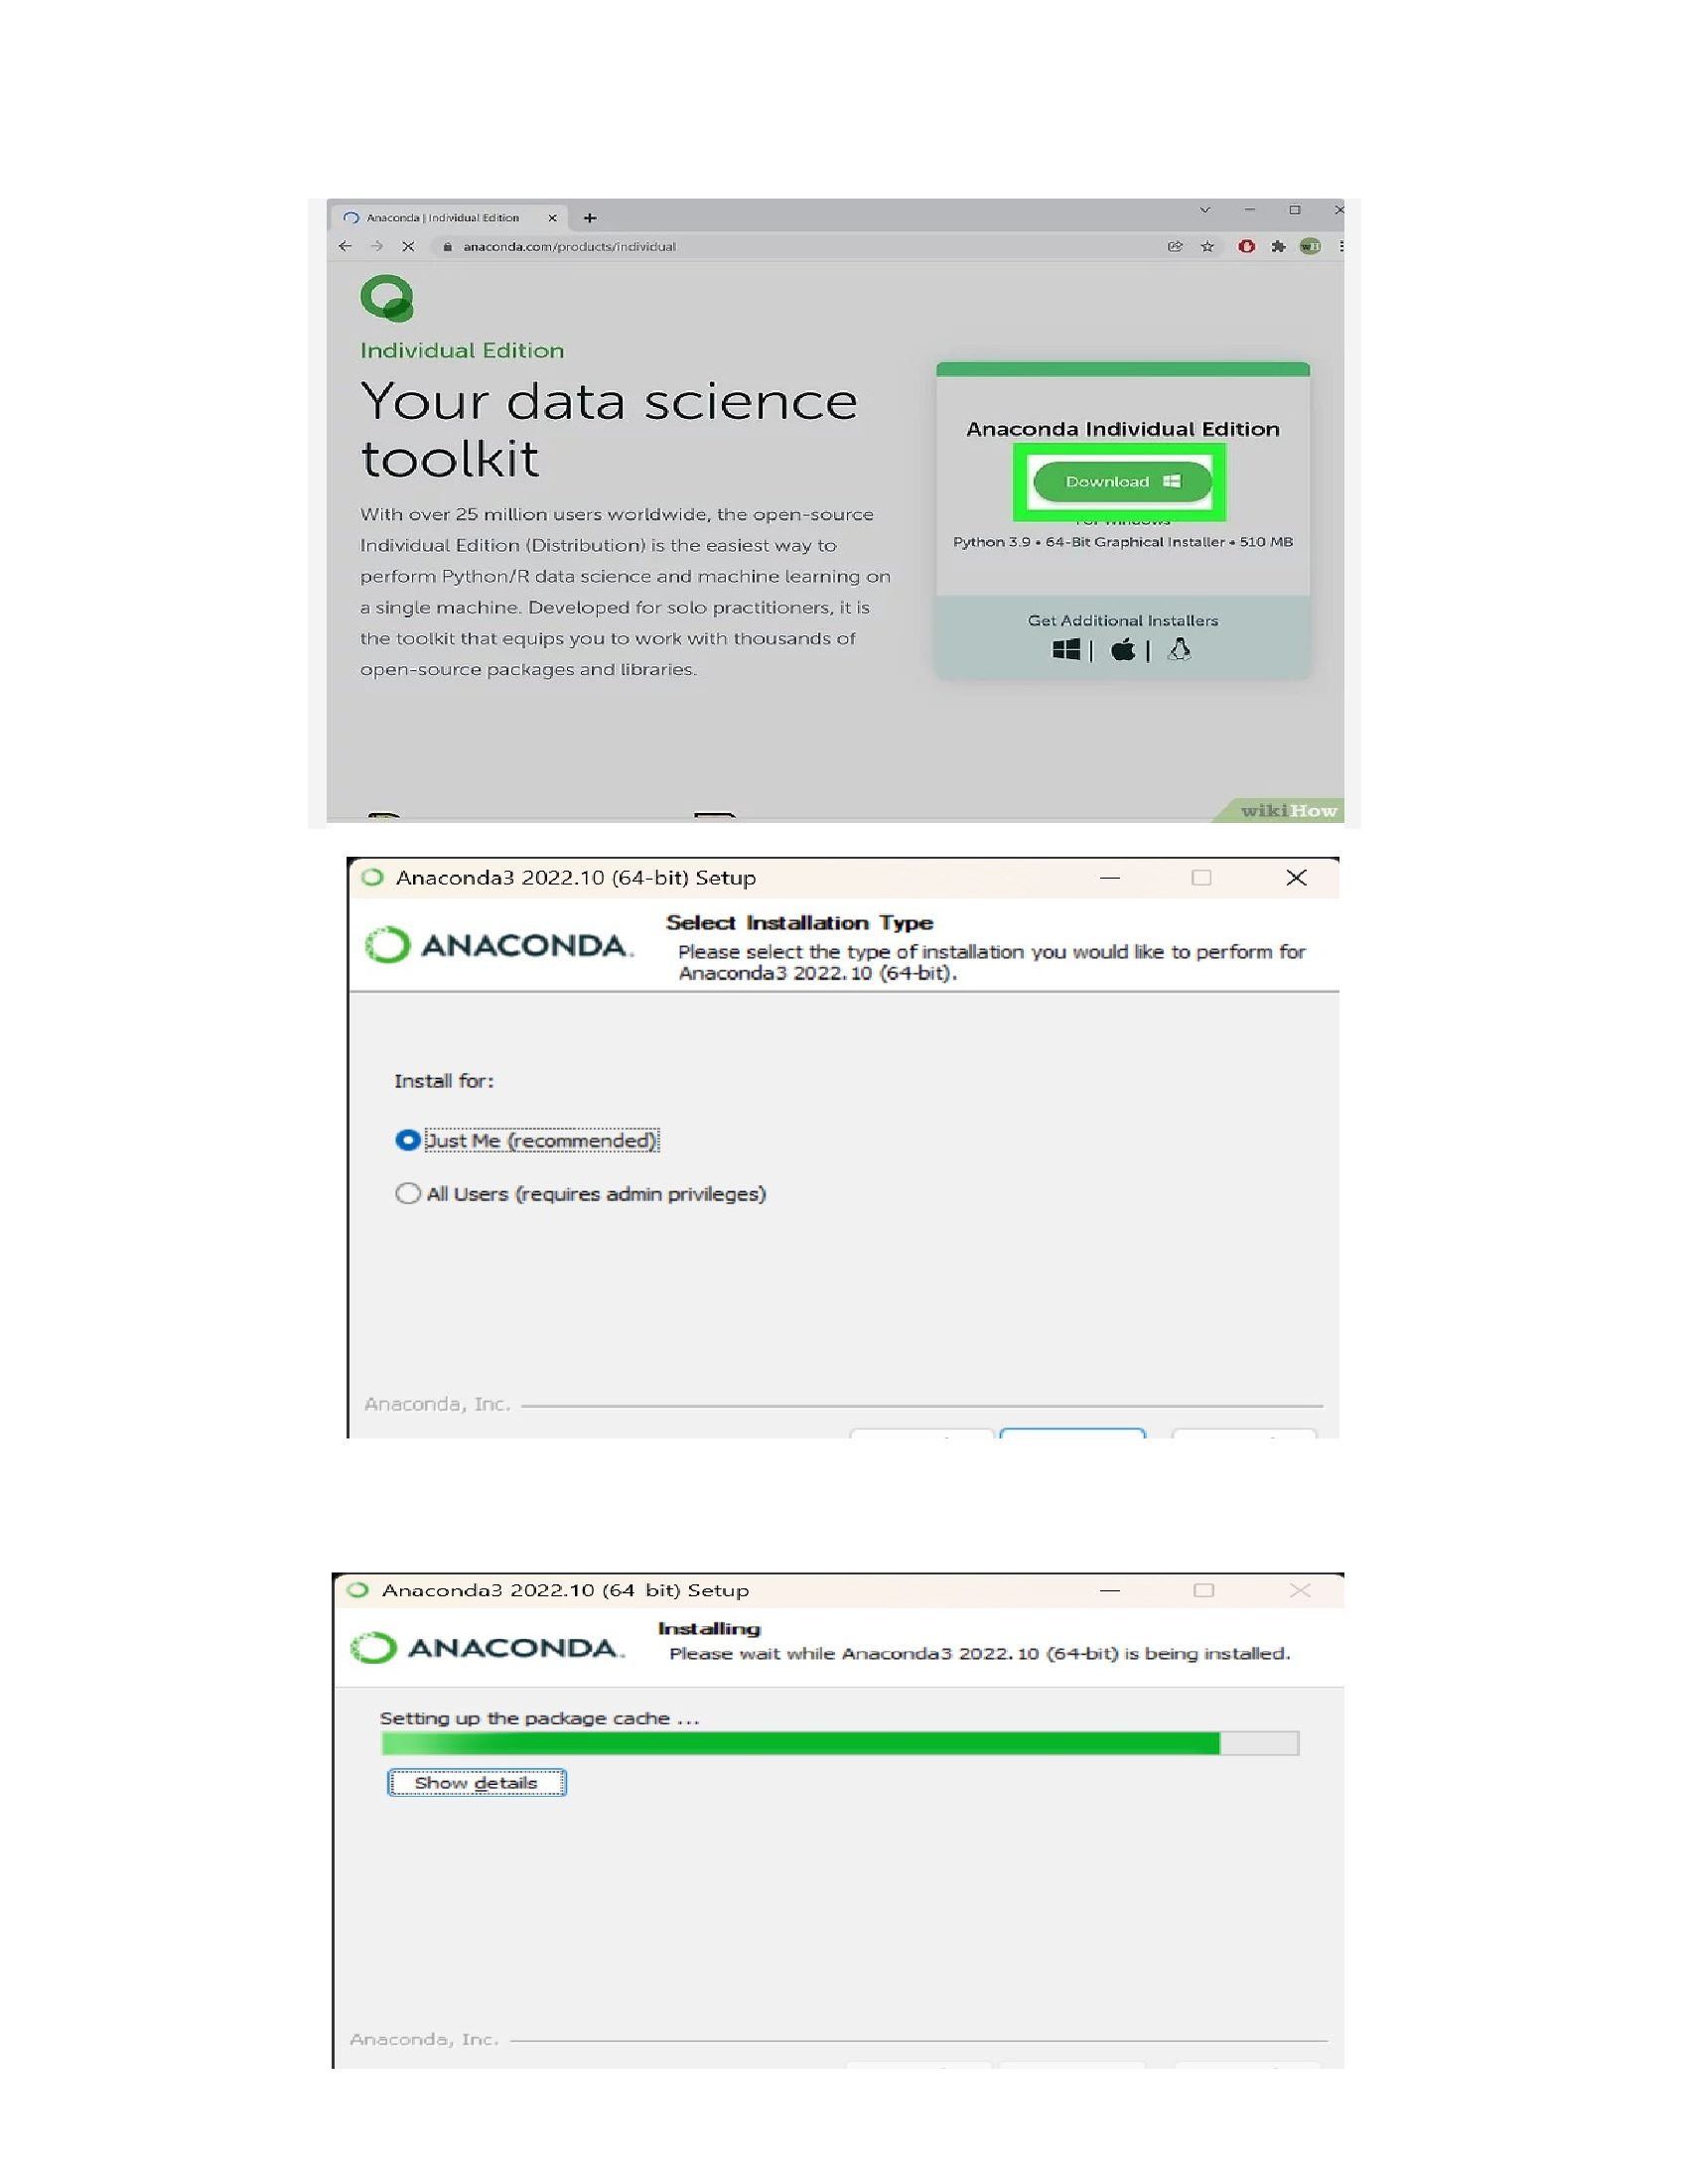 Anaconda | Individual Edition
anaconda.com/products/individual
Individual Edition
Your data science
toolkit
With over 25 million users worldwide, the open-source
Individual Edition (Distribution) is the easiest way to
perform Python/R data science and machine learning on
a single machine. Developed for solo practitioners, it is
the toolkit that equips you to work with thousands of
open-source packages and libraries.
Anaconda Individual Edition
Download
For Windows
Python 3.9 • 64-Bit Graphical Installer • 510 MB
Get Additional Installers
wikiHow
Anaconda3 2022.10 (64-bit) Setup
ANACONDA.
Select Installation Type
Please select the type of installation you would like to perform for
Anaconda3 2022.10 (64-bit).
Install for:
Just Me (recommended)
All Users (requires admin privileges)
Anaconda, Inc.
Anaconda3 2022.10 (64 bit) Setup
ANACONDA.
Installing
Please wait while Anaconda3 2022.10 (64-bit) is being installed.
Setting up the package cache ...
Show details
Anaconda, Inc.